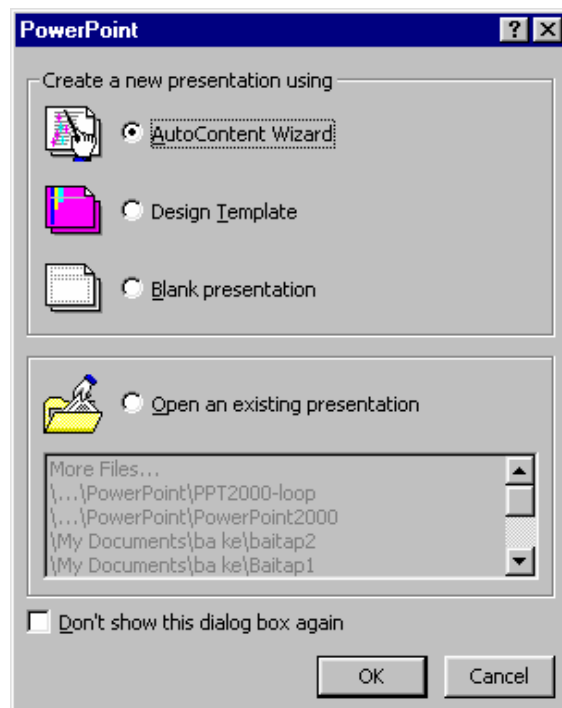 PowerPoint
Create a new presentation using
AutoContent Wizard
Design Template
Blank presentation
Open an existing presentation
More Files...
\...\PowerPoint\PPT2000-loop
\...\PowerPoint\PowerPoint2000
\My Documents\ba ke\baitap2
\My Documents\ba ke\Baitap1
Don't show this dialog box again
OK Cancel